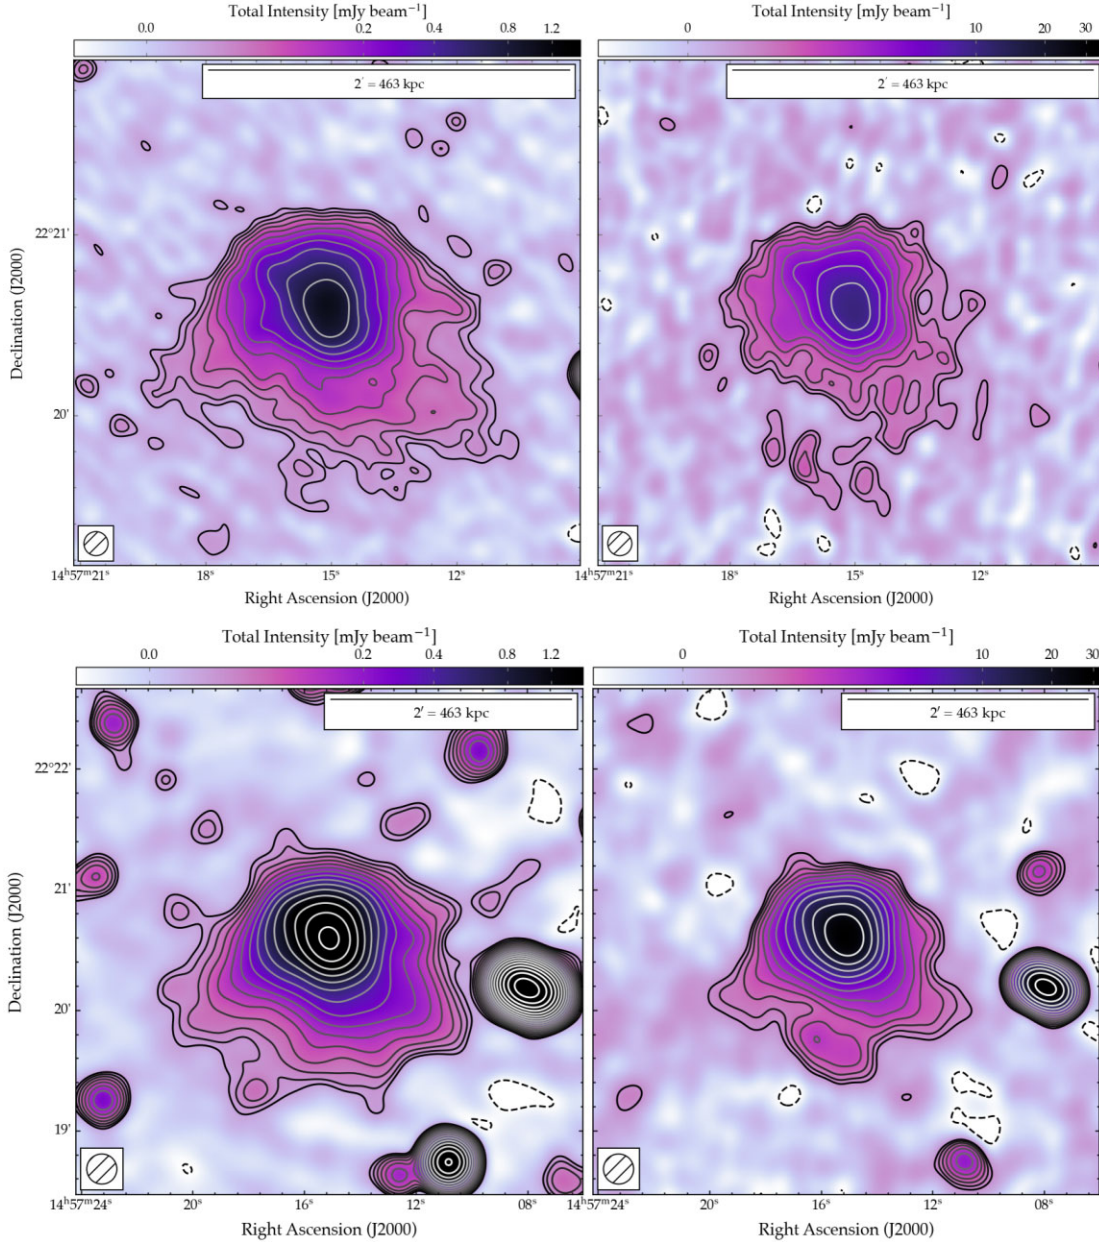 Total Intensity [mJy beam⁻¹]
0.0 0.2 0.4 0.8 1.2
2′ = 463 kpc
Declination (J2000)
22°21′
20′
14ʰ57ᵐ21ˢ 18ˢ 15ˢ 12ˢ
Right Ascension (J2000)
Total Intensity [mJy beam⁻¹]
0 10 20 30
2′ = 463 kpc
14ʰ57ᵐ21ˢ 18ˢ 15ˢ 12ˢ
Right Ascension (J2000)
Total Intensity [mJy beam⁻¹]
0.0 0.2 0.4 0.8 1.2
2′ = 463 kpc
Declination (J2000)
22°22′
21′
20′
19′
14ʰ57ᵐ24ˢ 20ˢ 16ˢ 12ˢ 08ˢ
Right Ascension (J2000)
Total Intensity [mJy beam⁻¹]
0 10 20 30
2′ = 463 kpc
14ʰ57ᵐ24ˢ 20ˢ 16ˢ 12ˢ 08ˢ
Right Ascension (J2000)